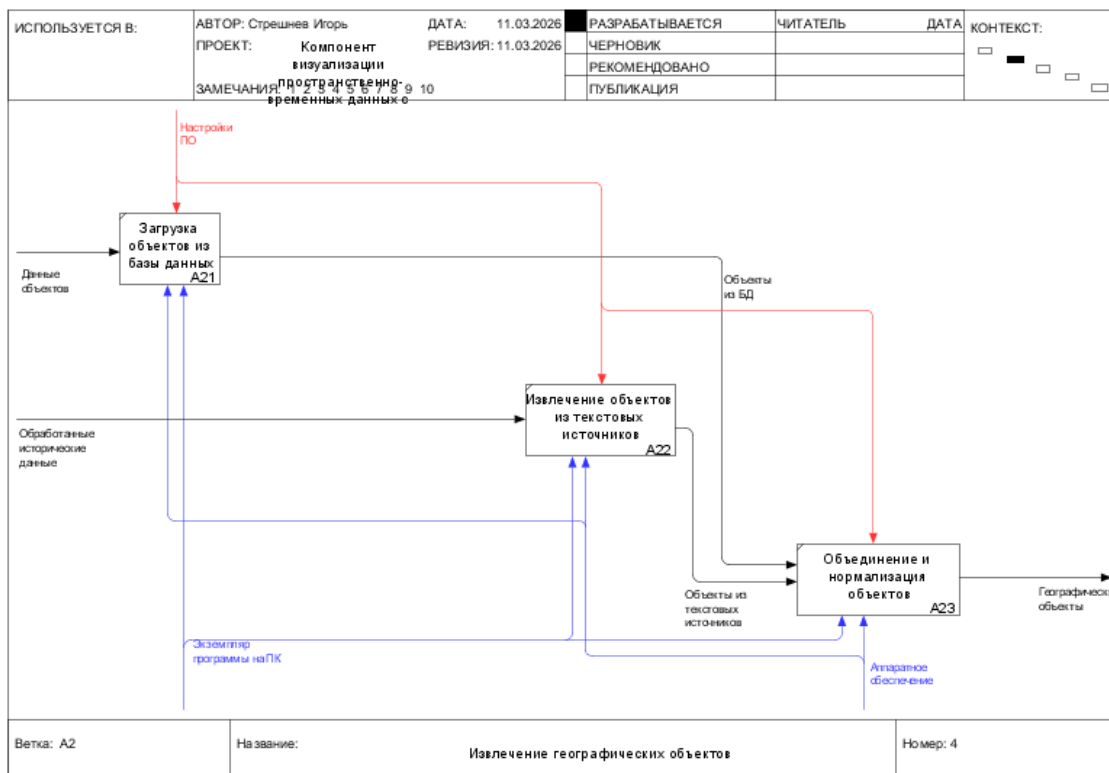 ИСПОЛЬЗУЕТСЯ В:
АВТОР: Стрешнев Игорь
ДАТА: 11.03.2026
РАЗРАБАТЫВАЕТСЯ
ЧИТАТЕЛЬ
ДАТА
КОНТЕКСТ:
ПРОЕКТ:
Компонент
визуализации
пространственно-
временных данных о
РЕВИЗИЯ: 11.03.2026
ЧЕРНОВИК
РЕКОМЕНДОВАНО
ЗАМЕЧАНИЯ: 1 2 3 4 5 6 7 8 9 10
ПУБЛИКАЦИЯ
Настройки
ПО
Загрузка
объектов из
базы данных
A21
Данные
объектов
Объекты
из БД
Извлечение объектов
из текстовых
источников
A22
Обработанные
исторические
данные
Объединение и
нормализация
объектов
A23
Объекты из
текстовых
источников
Географически
объекты
Экземпляр
программы на ПК
Аппаратное
обеспечение
Ветка: A2
Название:
Извлечение географических объектов
Номер: 4